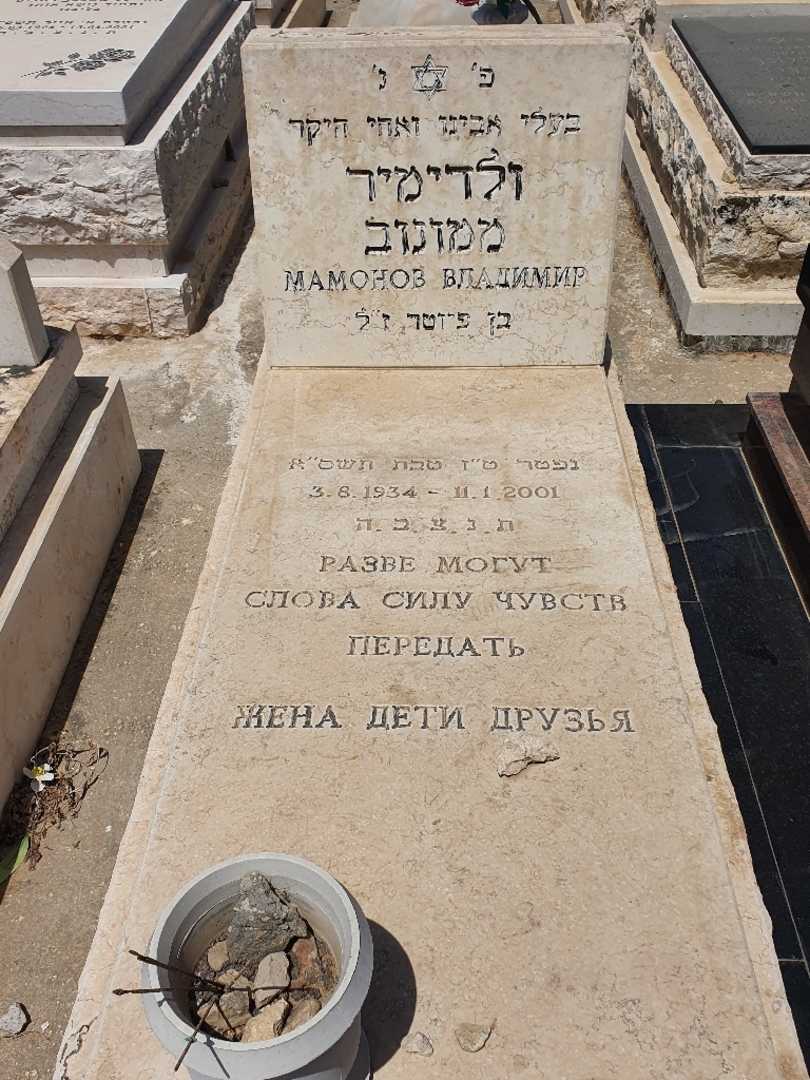 פ' נ'
בעלי אבינו ואחי היקר
ולדימיר
ממונוב
МАМОНОВ ВЛАДИМИР
בן פיוטר ז"ל
נפטר ט"ז טבת תשס"א
3.8.1934 - 11.1.2001
ת.נ.צ.ב.ה
РАЗВЕ МОГУТ
СЛОВА СИЛУ ЧУВСТВ
ПЕРЕДАТЬ
ЖЕНА ДЕТИ ДРУЗЬЯ